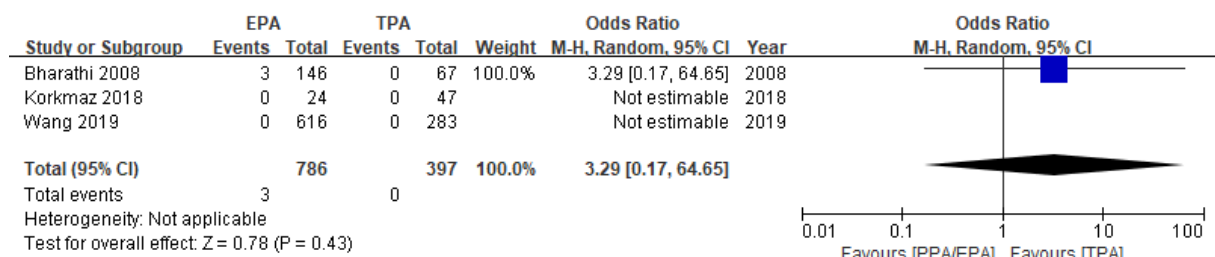 EPA TPA Odds Ratio Odds Ratio
Study or Subgroup Events Total Events Total Weight M-H, Random, 95% CI Year M-H, Random, 95% CI
Bharathi 2008 3 146 0 67 100.0% 3.29 [0.17, 64.65] 2008
Korkmaz 2018 0 24 0 47 Not estimable 2018
Wang 2019 0 616 0 283 Not estimable 2019
Total (95% CI) 786 397 100.0% 3.29 [0.17, 64.65]
Total events 3 0
Heterogeneity: Not applicable
Test for overall effect: Z = 0.78 (P = 0.43)
0.01 0.1 1 10 100
Favours [PPA/EPA] Favours [TPA]